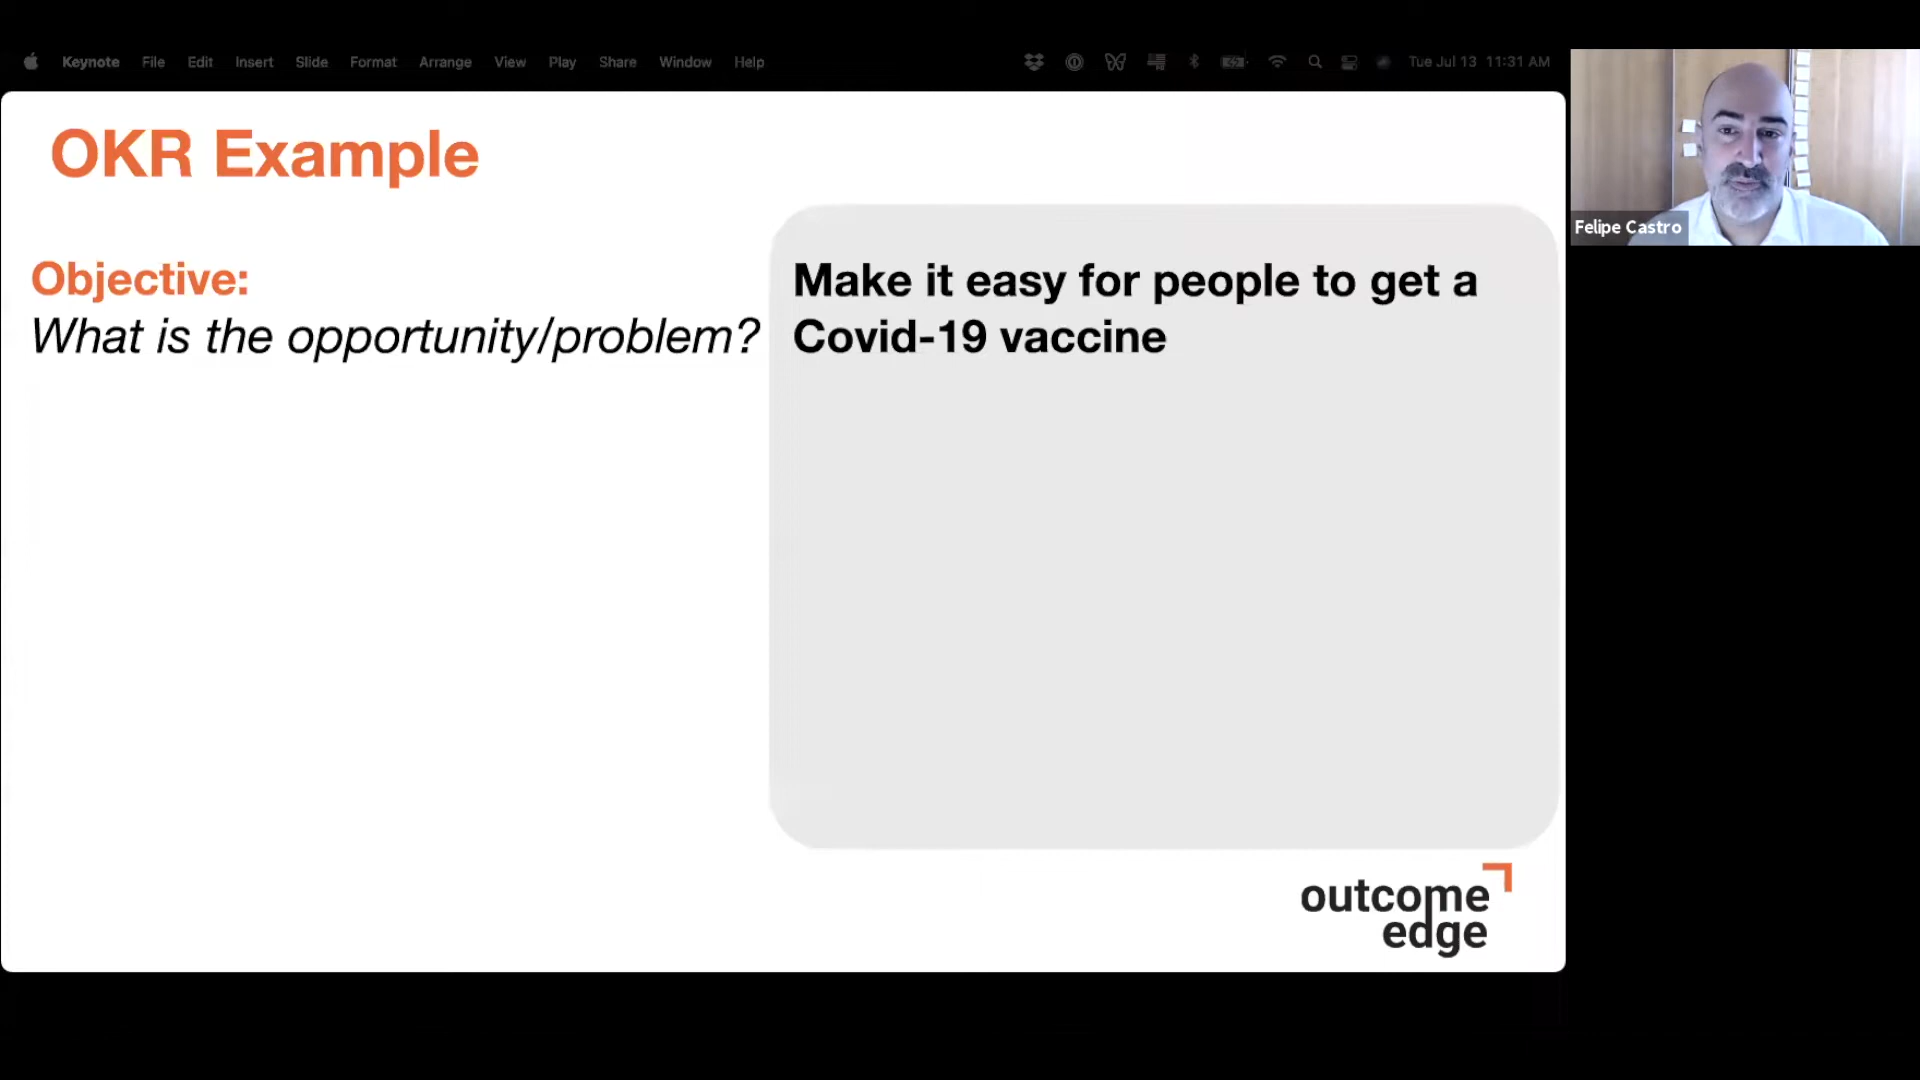 Keynote File Edit Insert Slide Format Arrange View Play Share Window Help Tue Jul 13 11:31 AM
OKR Example
Objective:
What is the opportunity/problem?
Make it easy for people to get a
Covid-19 vaccine
Felipe Castro
outcome
edge